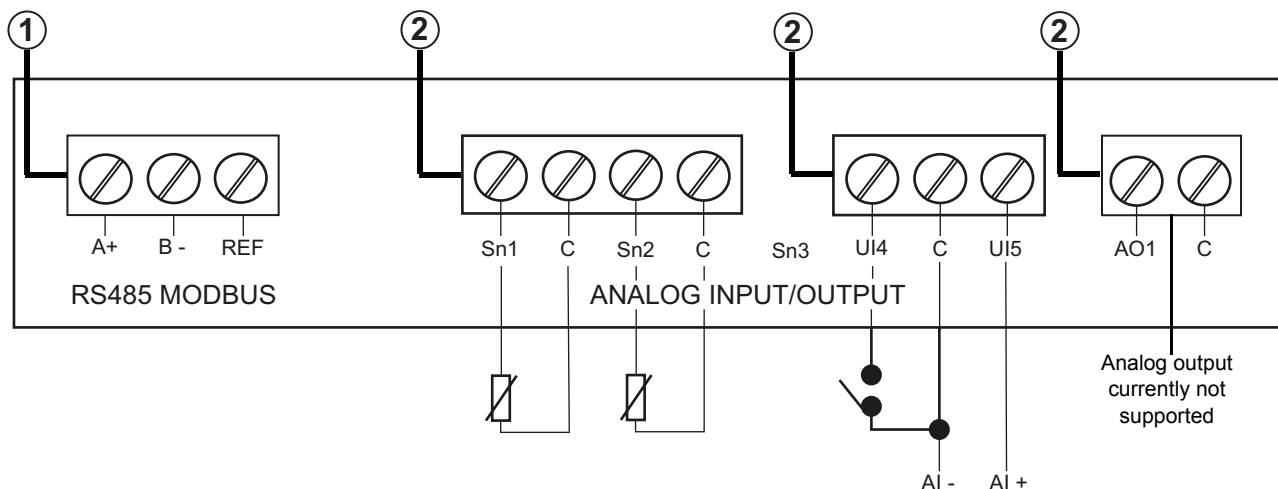 1 2 2 2
A+ B - REF Sn1 C Sn2 C Sn3 UI4 C UI5 AO1 C
RS485 MODBUS ANALOG INPUT/OUTPUT
Analog output
currently not
supported
AI - AI +